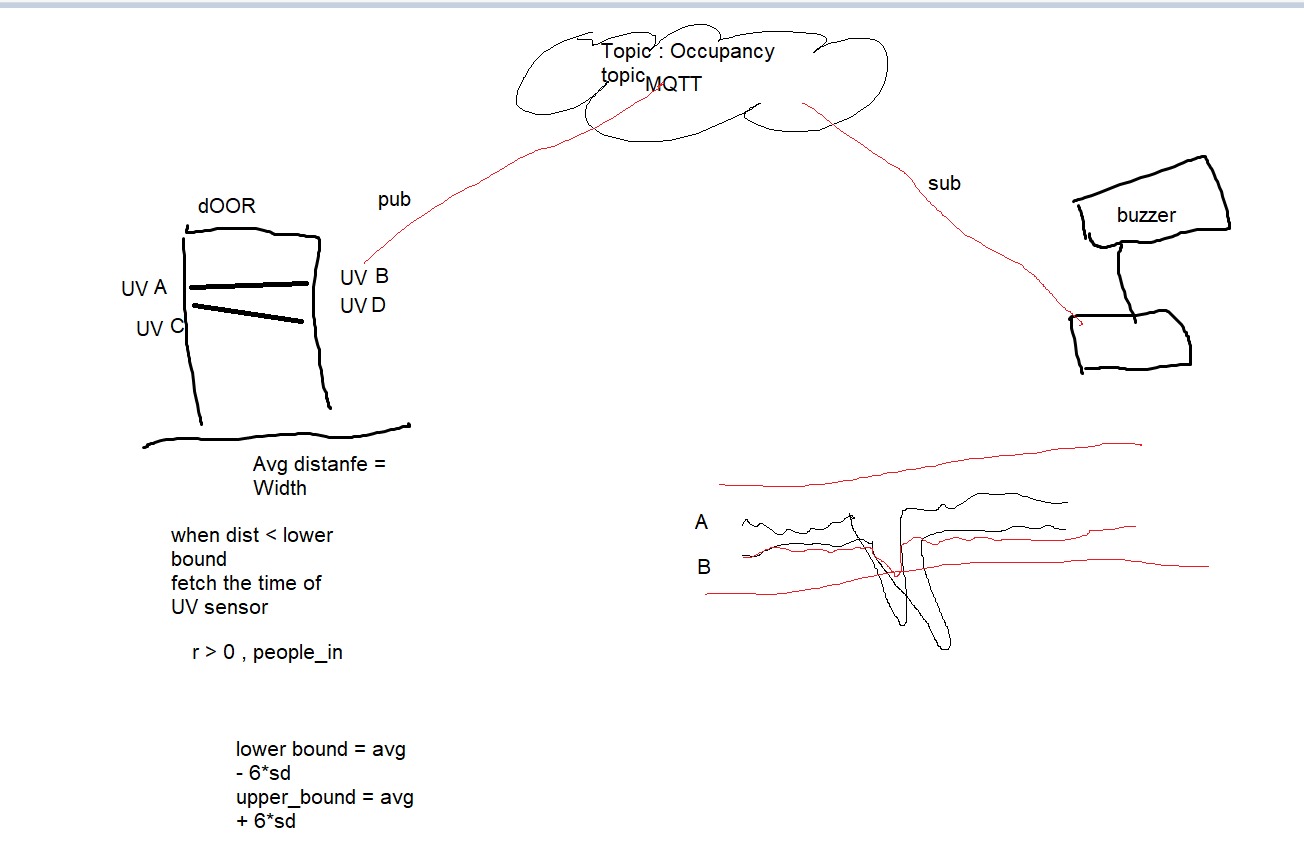 Topic : Occupancy
topic
MQTT
pub
sub
dOOR
buzzer
UV A
UV B
UV C
UV D
Avg distanfe =
Width
when dist < lower
bound
fetch the time of
UV sensor
r > 0 , people_in
A
B
lower bound = avg
- 6*sd
upper_bound = avg
+ 6*sd